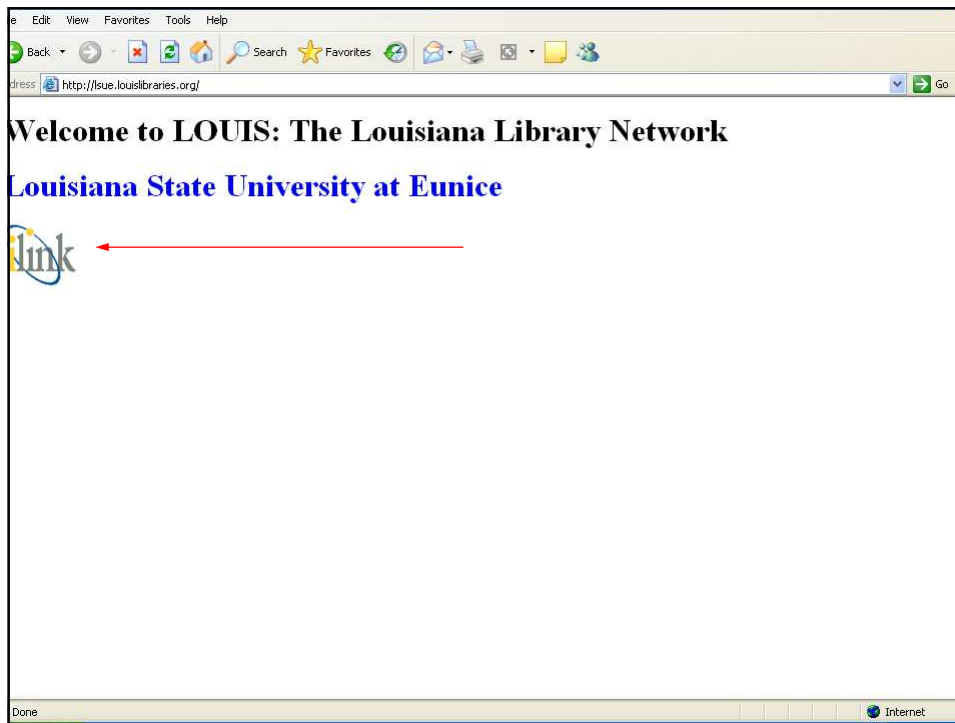 e Edit View Favorites Tools Help
Back Search Favorites
dress http://lsue.louislibraries.org/ Go
Welcome to LOUIS: The Louisiana Library Network
Louisiana State University at Eunice
ilink
Done Internet